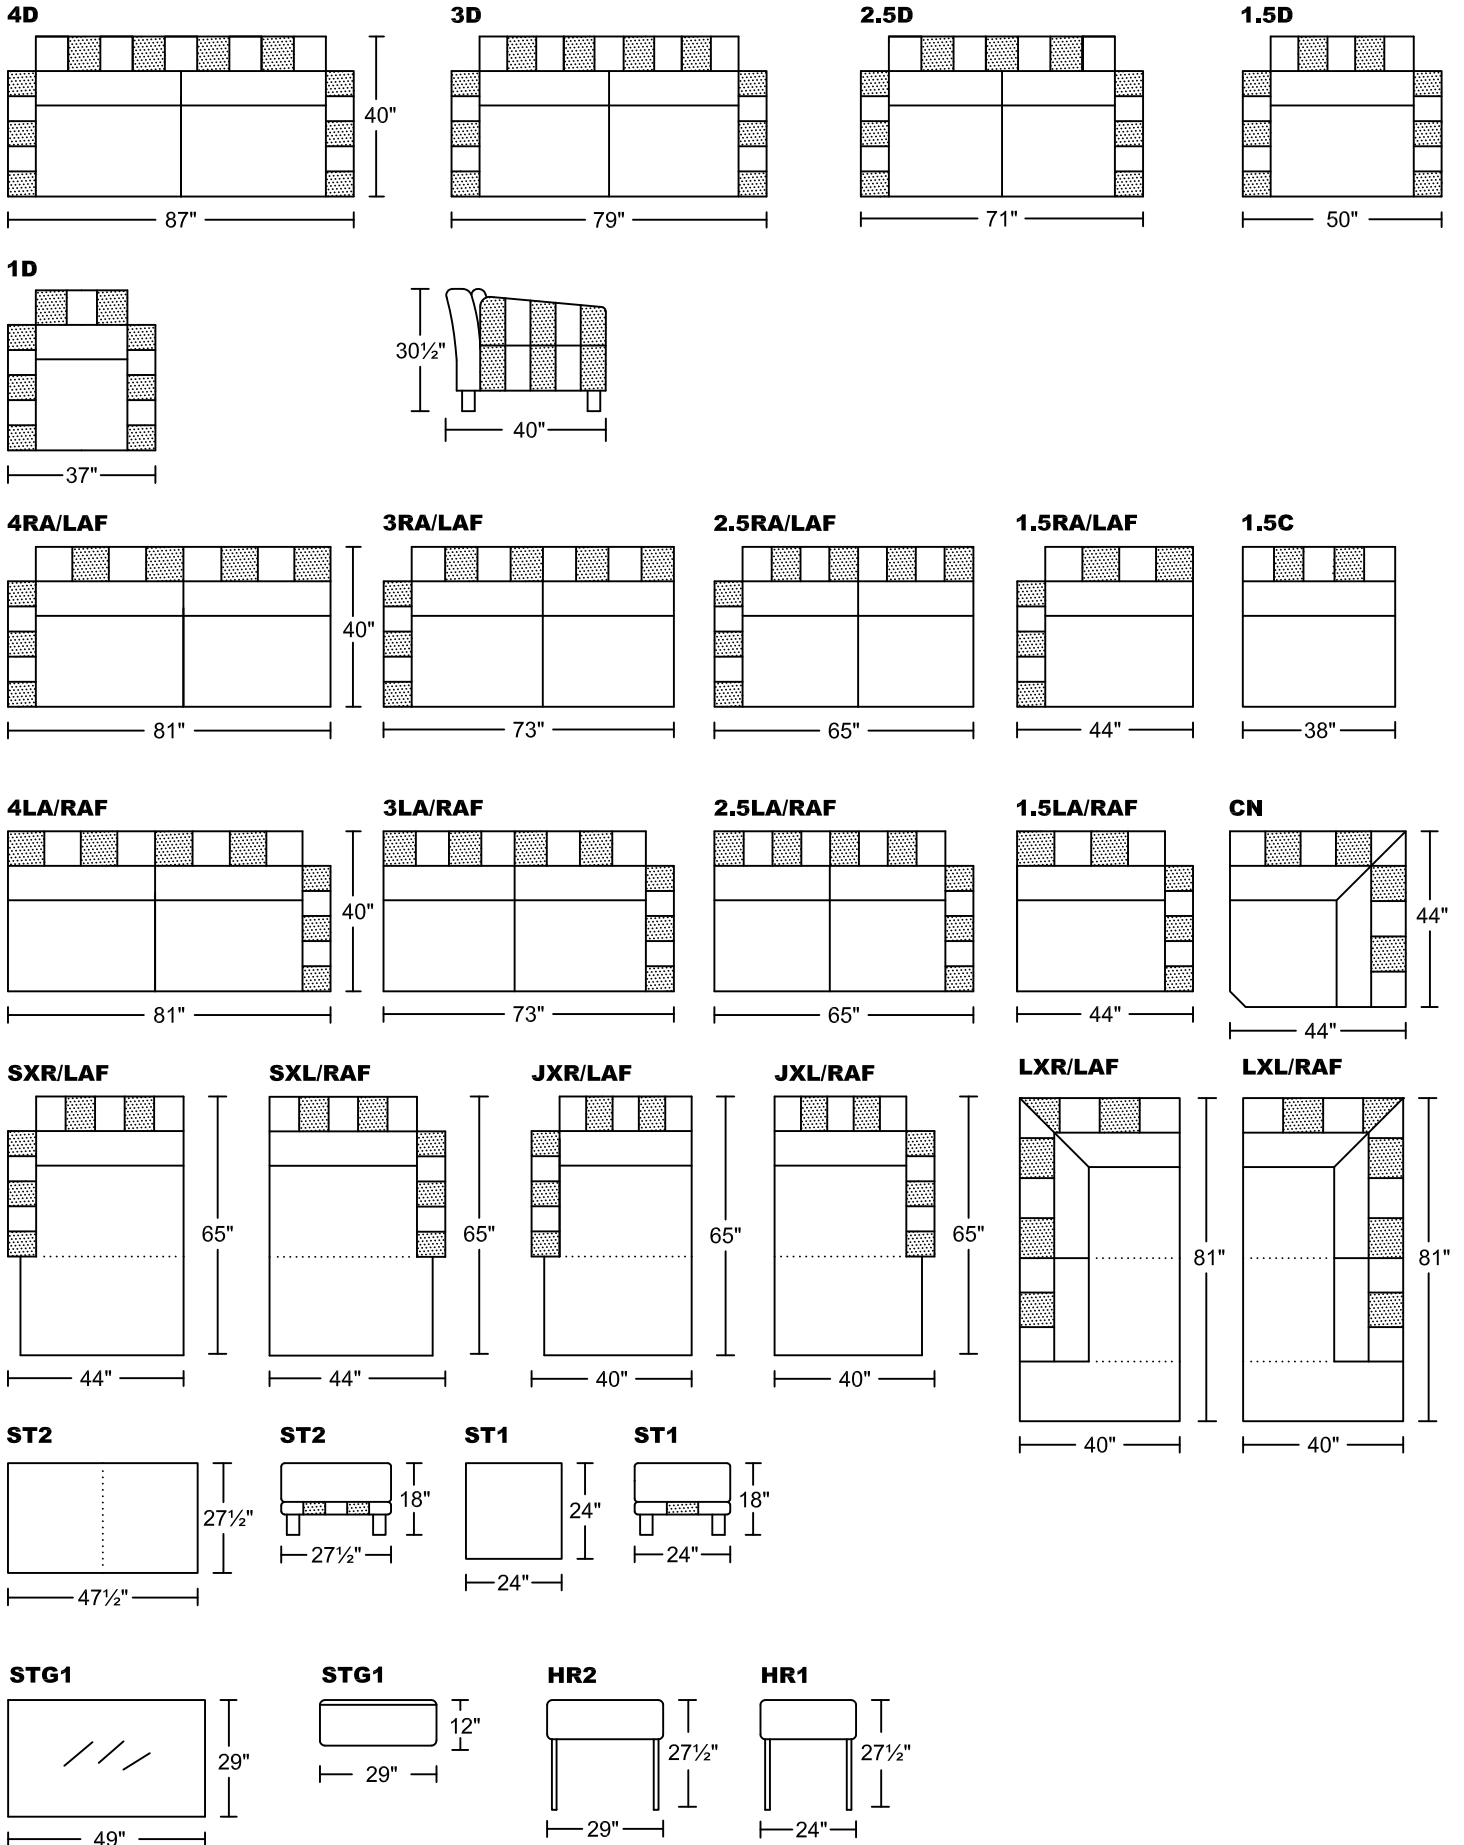 4D 3D 2.5D 1.5D
40"
87" 79" 71" 50"
1D
30½"
40"
37"
4RA/LAF 3RA/LAF 2.5RA/LAF 1.5RA/LAF 1.5C
40"
81" 73" 65" 44" 38"
4LA/RAF 3LA/RAF 2.5LA/RAF 1.5LA/RAF CN
40" 44"
81" 73" 65" 44" 44"
SXR/LAF SXL/RAF JXR/LAF JXL/RAF LXR/LAF LXL/RAF
65" 65" 65" 65" 81" 81"
44" 44" 40" 40"
40" 40"
ST2 ST2 ST1 ST1
27½" 18" 24" 18"
47½" 27½" 24" 24"
STG1 STG1 HR2 HR1
29" 12" 27½" 27½"
49" 29" 29" 24"